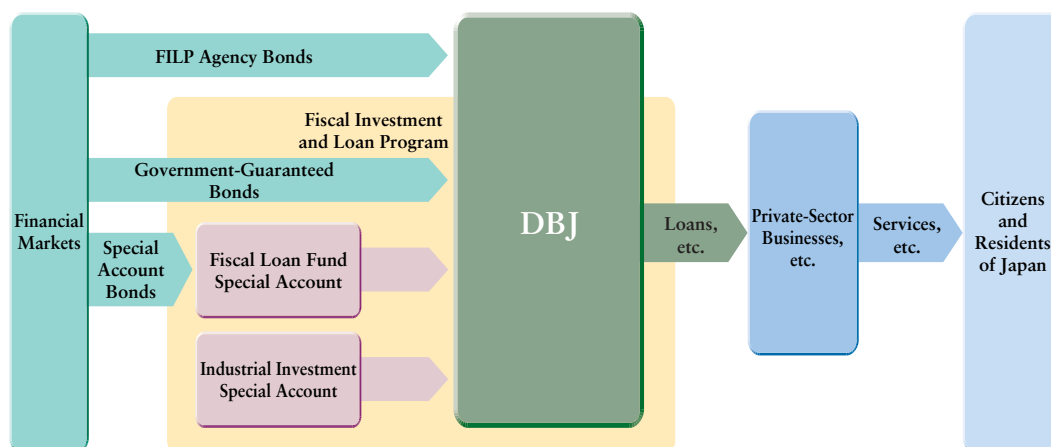 FILP Agency Bonds
Fiscal Investment
and Loan Program
Government-Guaranteed
Bonds
Financial
Markets
Special
Account
Bonds
Fiscal Loan Fund
Special Account
Industrial Investment
Special Account
DBJ
Loans,
etc.
Private-Sector
Businesses,
etc.
Services,
etc.
Citizens
and
Residents
of Japan